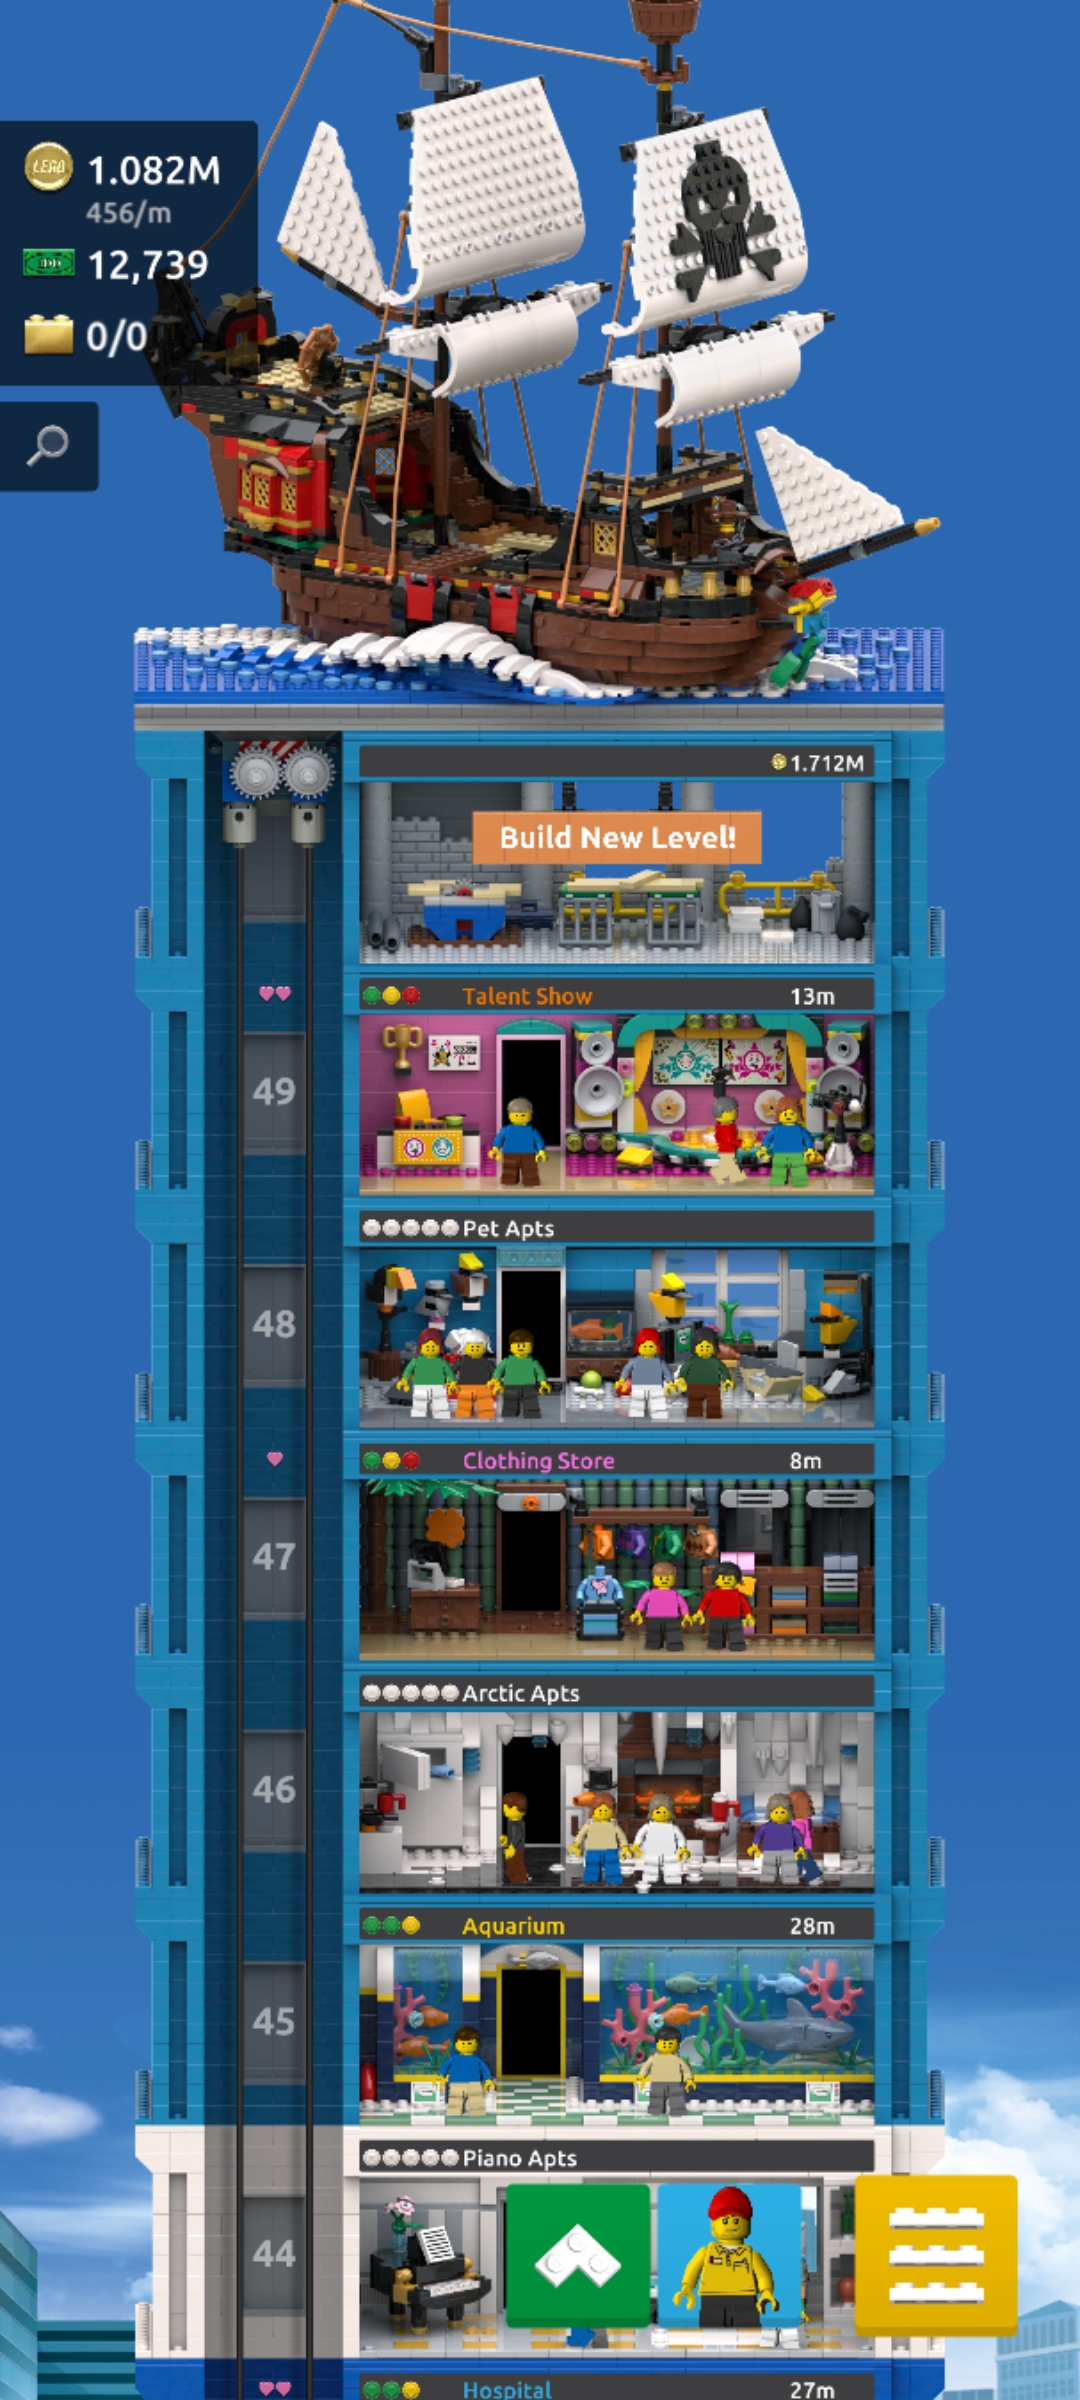 LEGO
1.082M
456/m
12,739
0/0
1.712M
Build New Level!
Talent Show
13m
49
Pet Apts
48
Clothing Store
8m
47
Arctic Apts
46
Aquarium
28m
45
Piano Apts
44
Hospital
27m